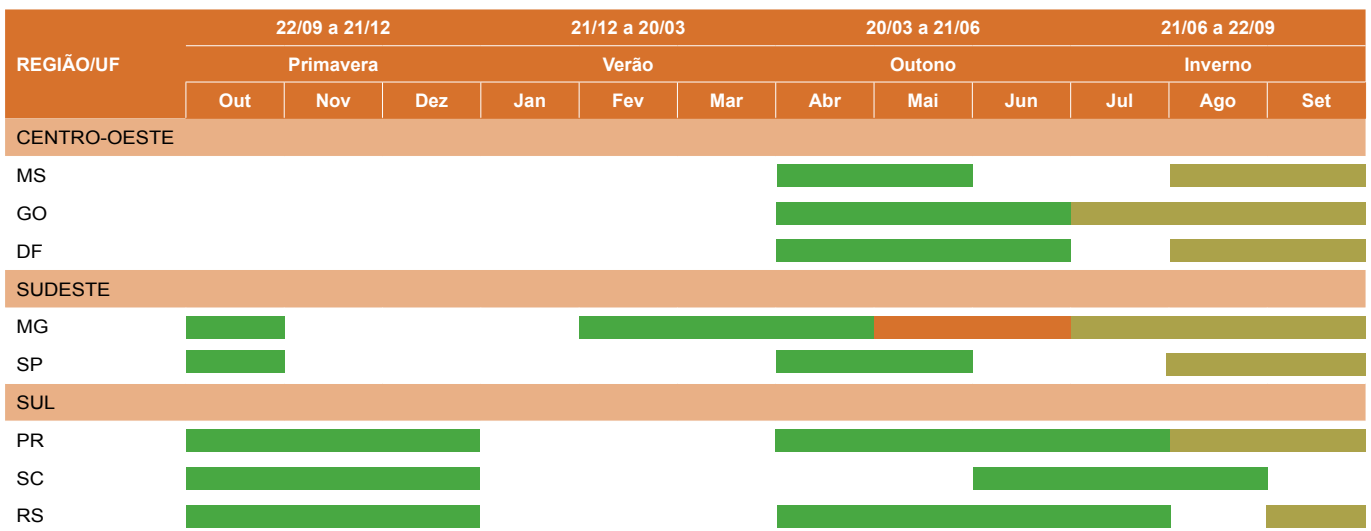 22/09 a 21/12 21/12 a 20/03 20/03 a 21/06 21/06 a 22/09
REGIÃO/UF Primavera Verão Outono Inverno
Out Nov Dez Jan Fev Mar Abr Mai Jun Jul Ago Set
CENTRO-OESTE
MS
GO
DF
SUDESTE
MG
SP
SUL
PR
SC
RS